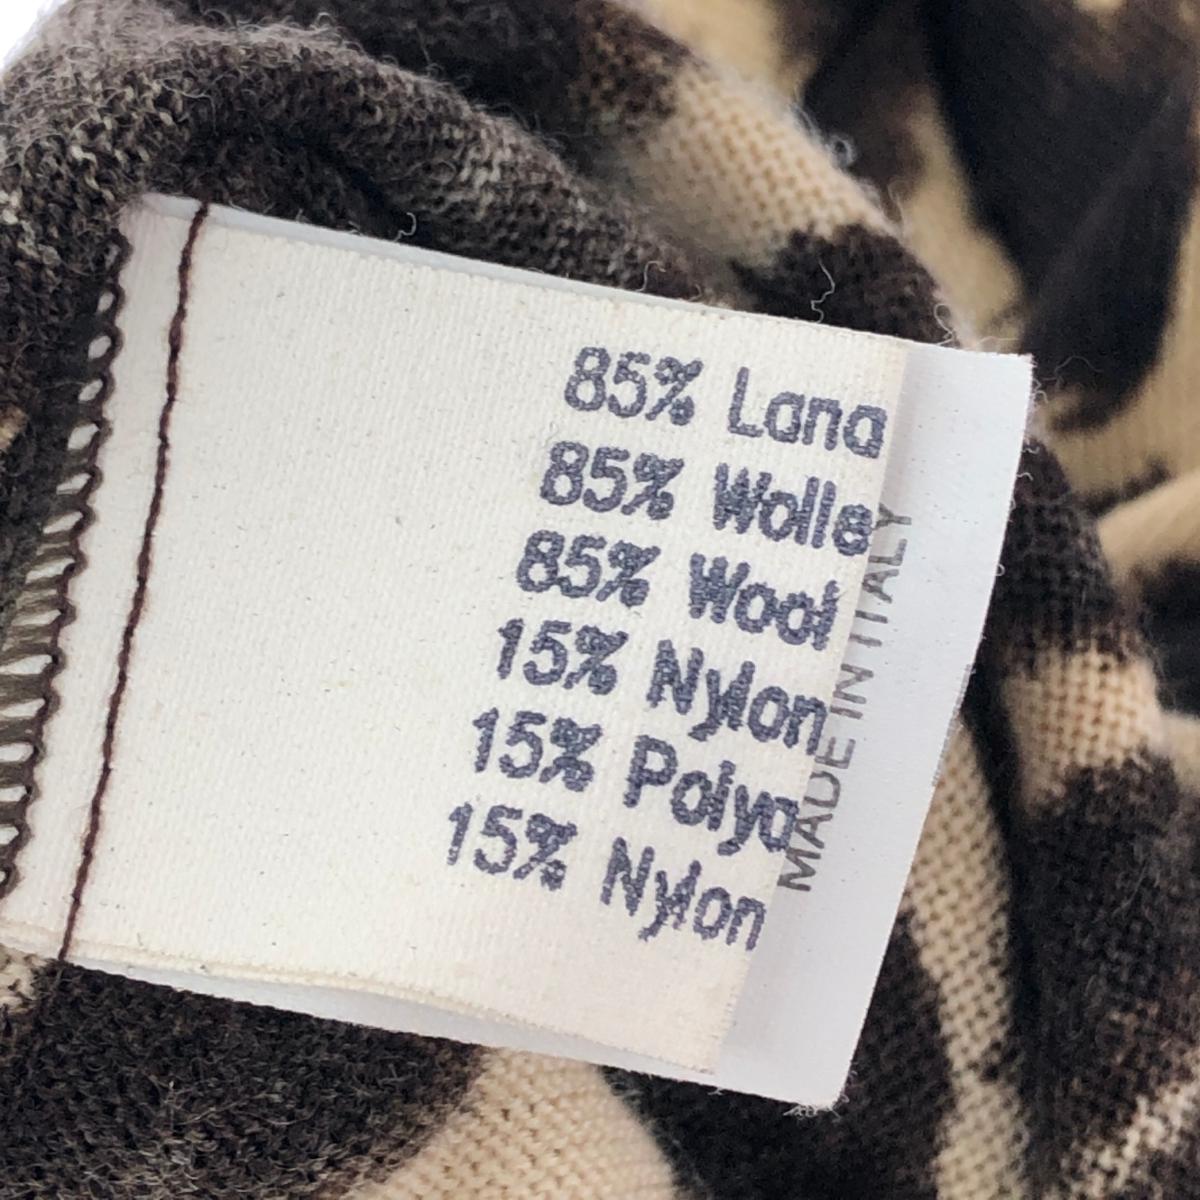 85% Lana
85% Wolle
85% Wool
15% Nylon
15% Polya
15% Nylon
MADE IN ITALY